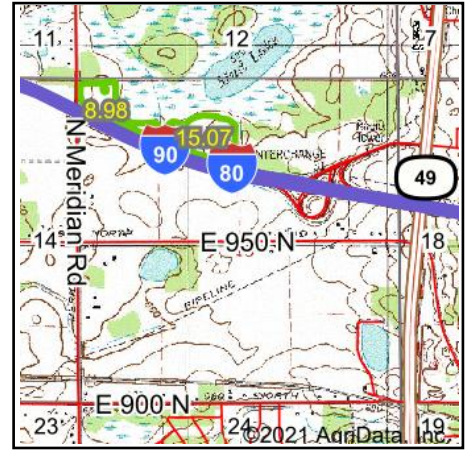 11
12
7
8.98
15.07
90
80
INTERCHANGE
49
N Meridian Rd
14
E 950 N
18
PIPELINE
E 900 N
23
24
19
©2021 AgriData, Inc.